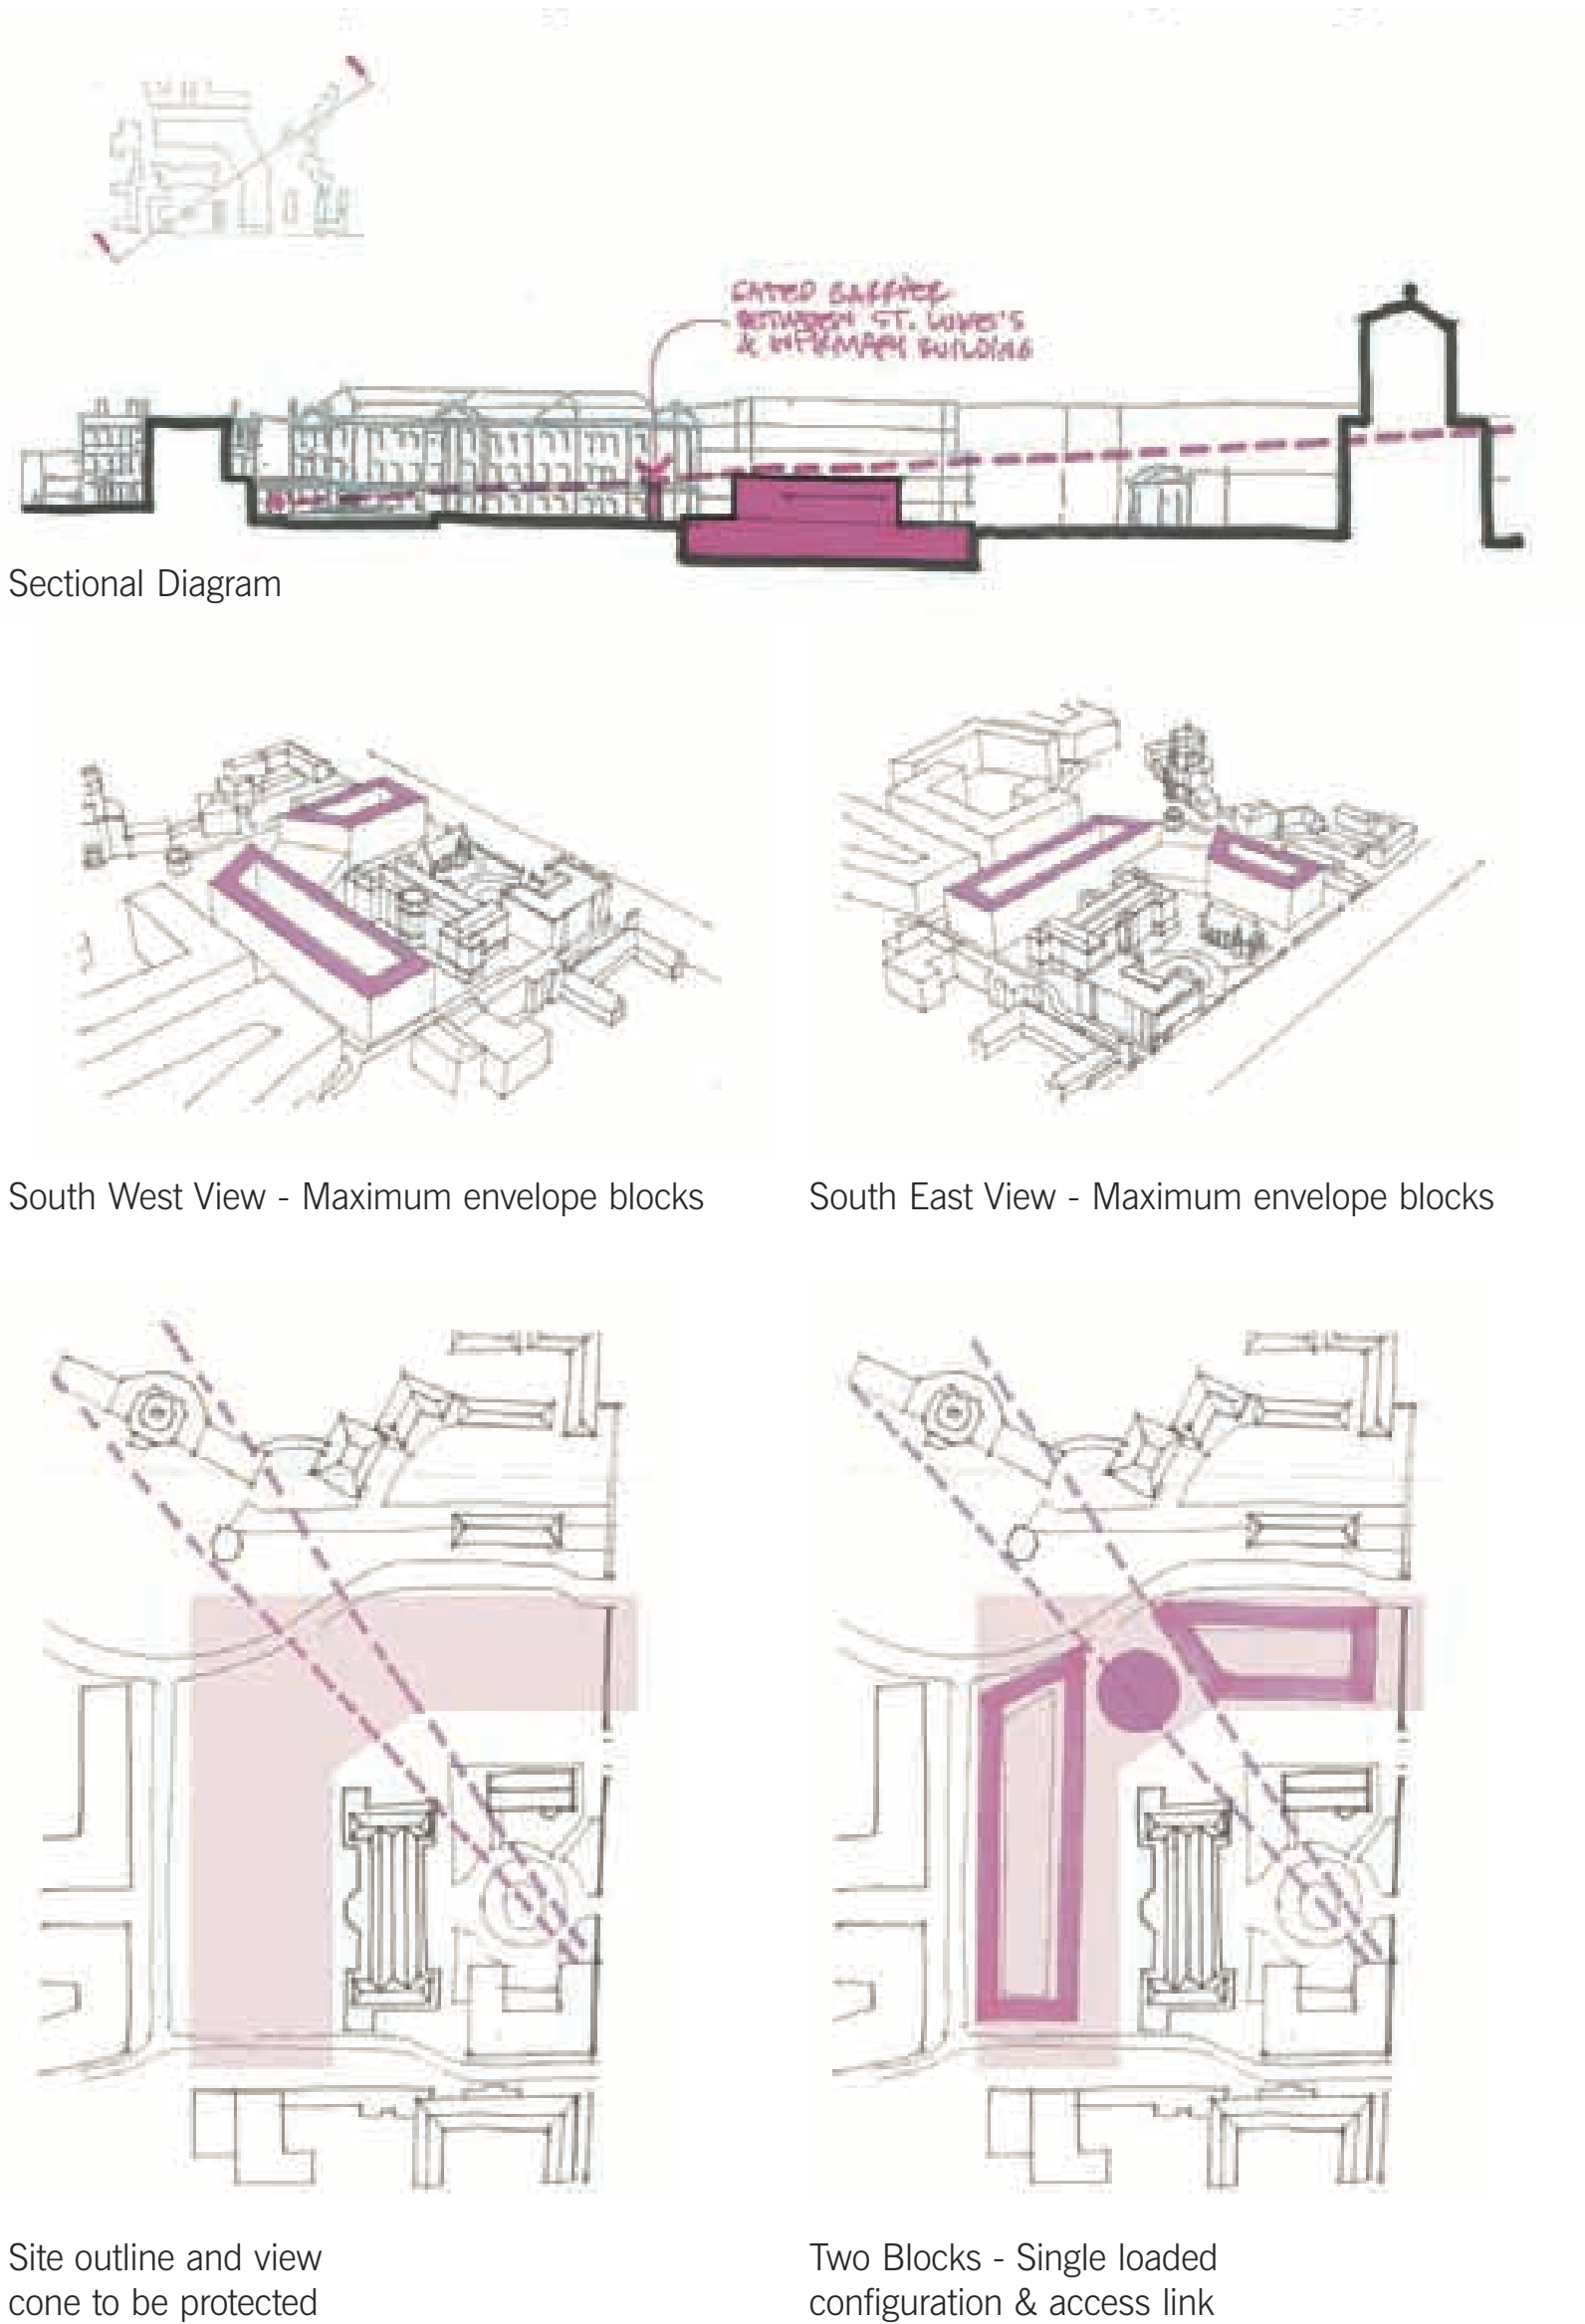 GATED BARRIER
BETWEEN ST. LUKE'S
& INFIRMARY BUILDING
Sectional Diagram
South West View - Maximum envelope blocks
South East View - Maximum envelope blocks
Site outline and view
cone to be protected
Two Blocks - Single loaded
configuration & access link